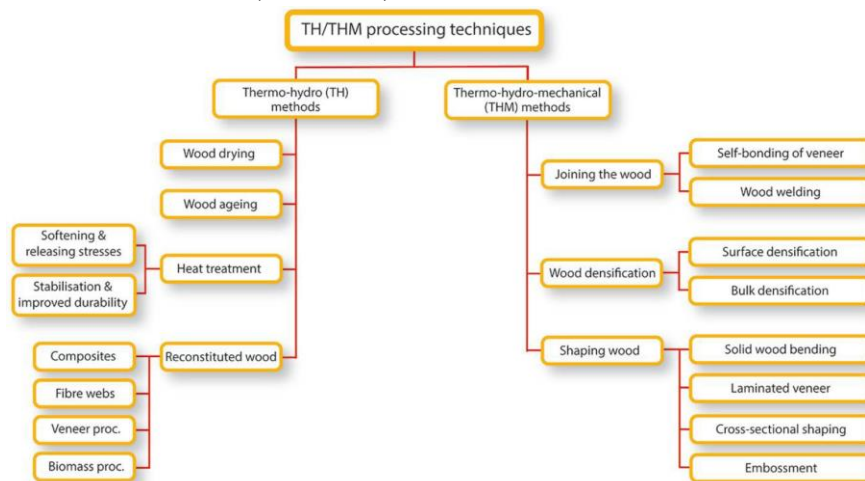 TH/THM processing techniques
Thermo-hydro (TH)
methods
Thermo-hydro-mechanical
(THM) methods
Wood drying
Wood ageing
Softening &
releasing stresses
Stabilisation &
improved durability
Heat treatment
Composites
Fibre webs
Veneer proc.
Biomass proc.
Reconstituted wood
Joining the wood
Self-bonding of veneer
Wood welding
Wood densification
Surface densification
Bulk densification
Shaping wood
Solid wood bending
Laminated veneer
Cross-sectional shaping
Embossment